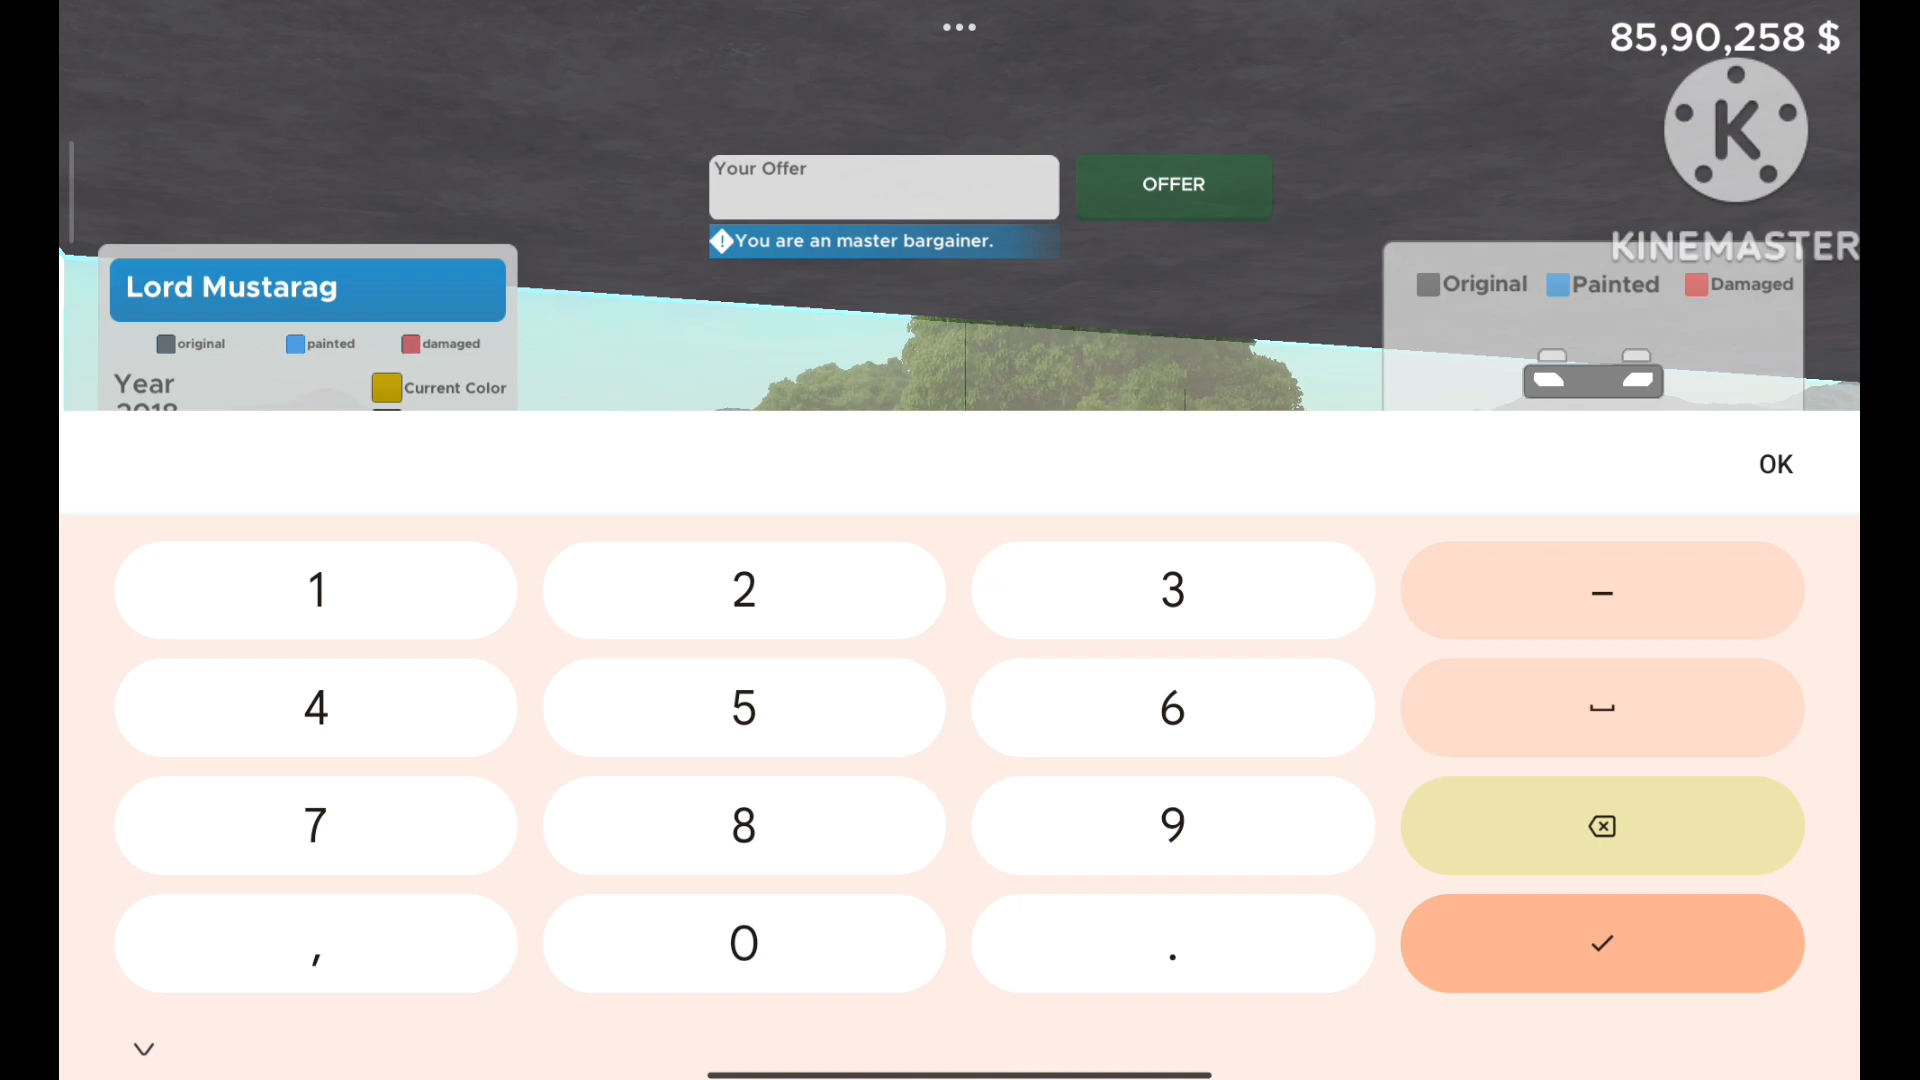 85,90,258 $
K
KINEMASTER
Your Offer
OFFER
You are an master bargainer.
Lord Mustarag
original painted damaged
Year
2018
Current Color
Original Painted Damaged
OK
1 2 3 –
4 5 6
7 8 9
, 0 .